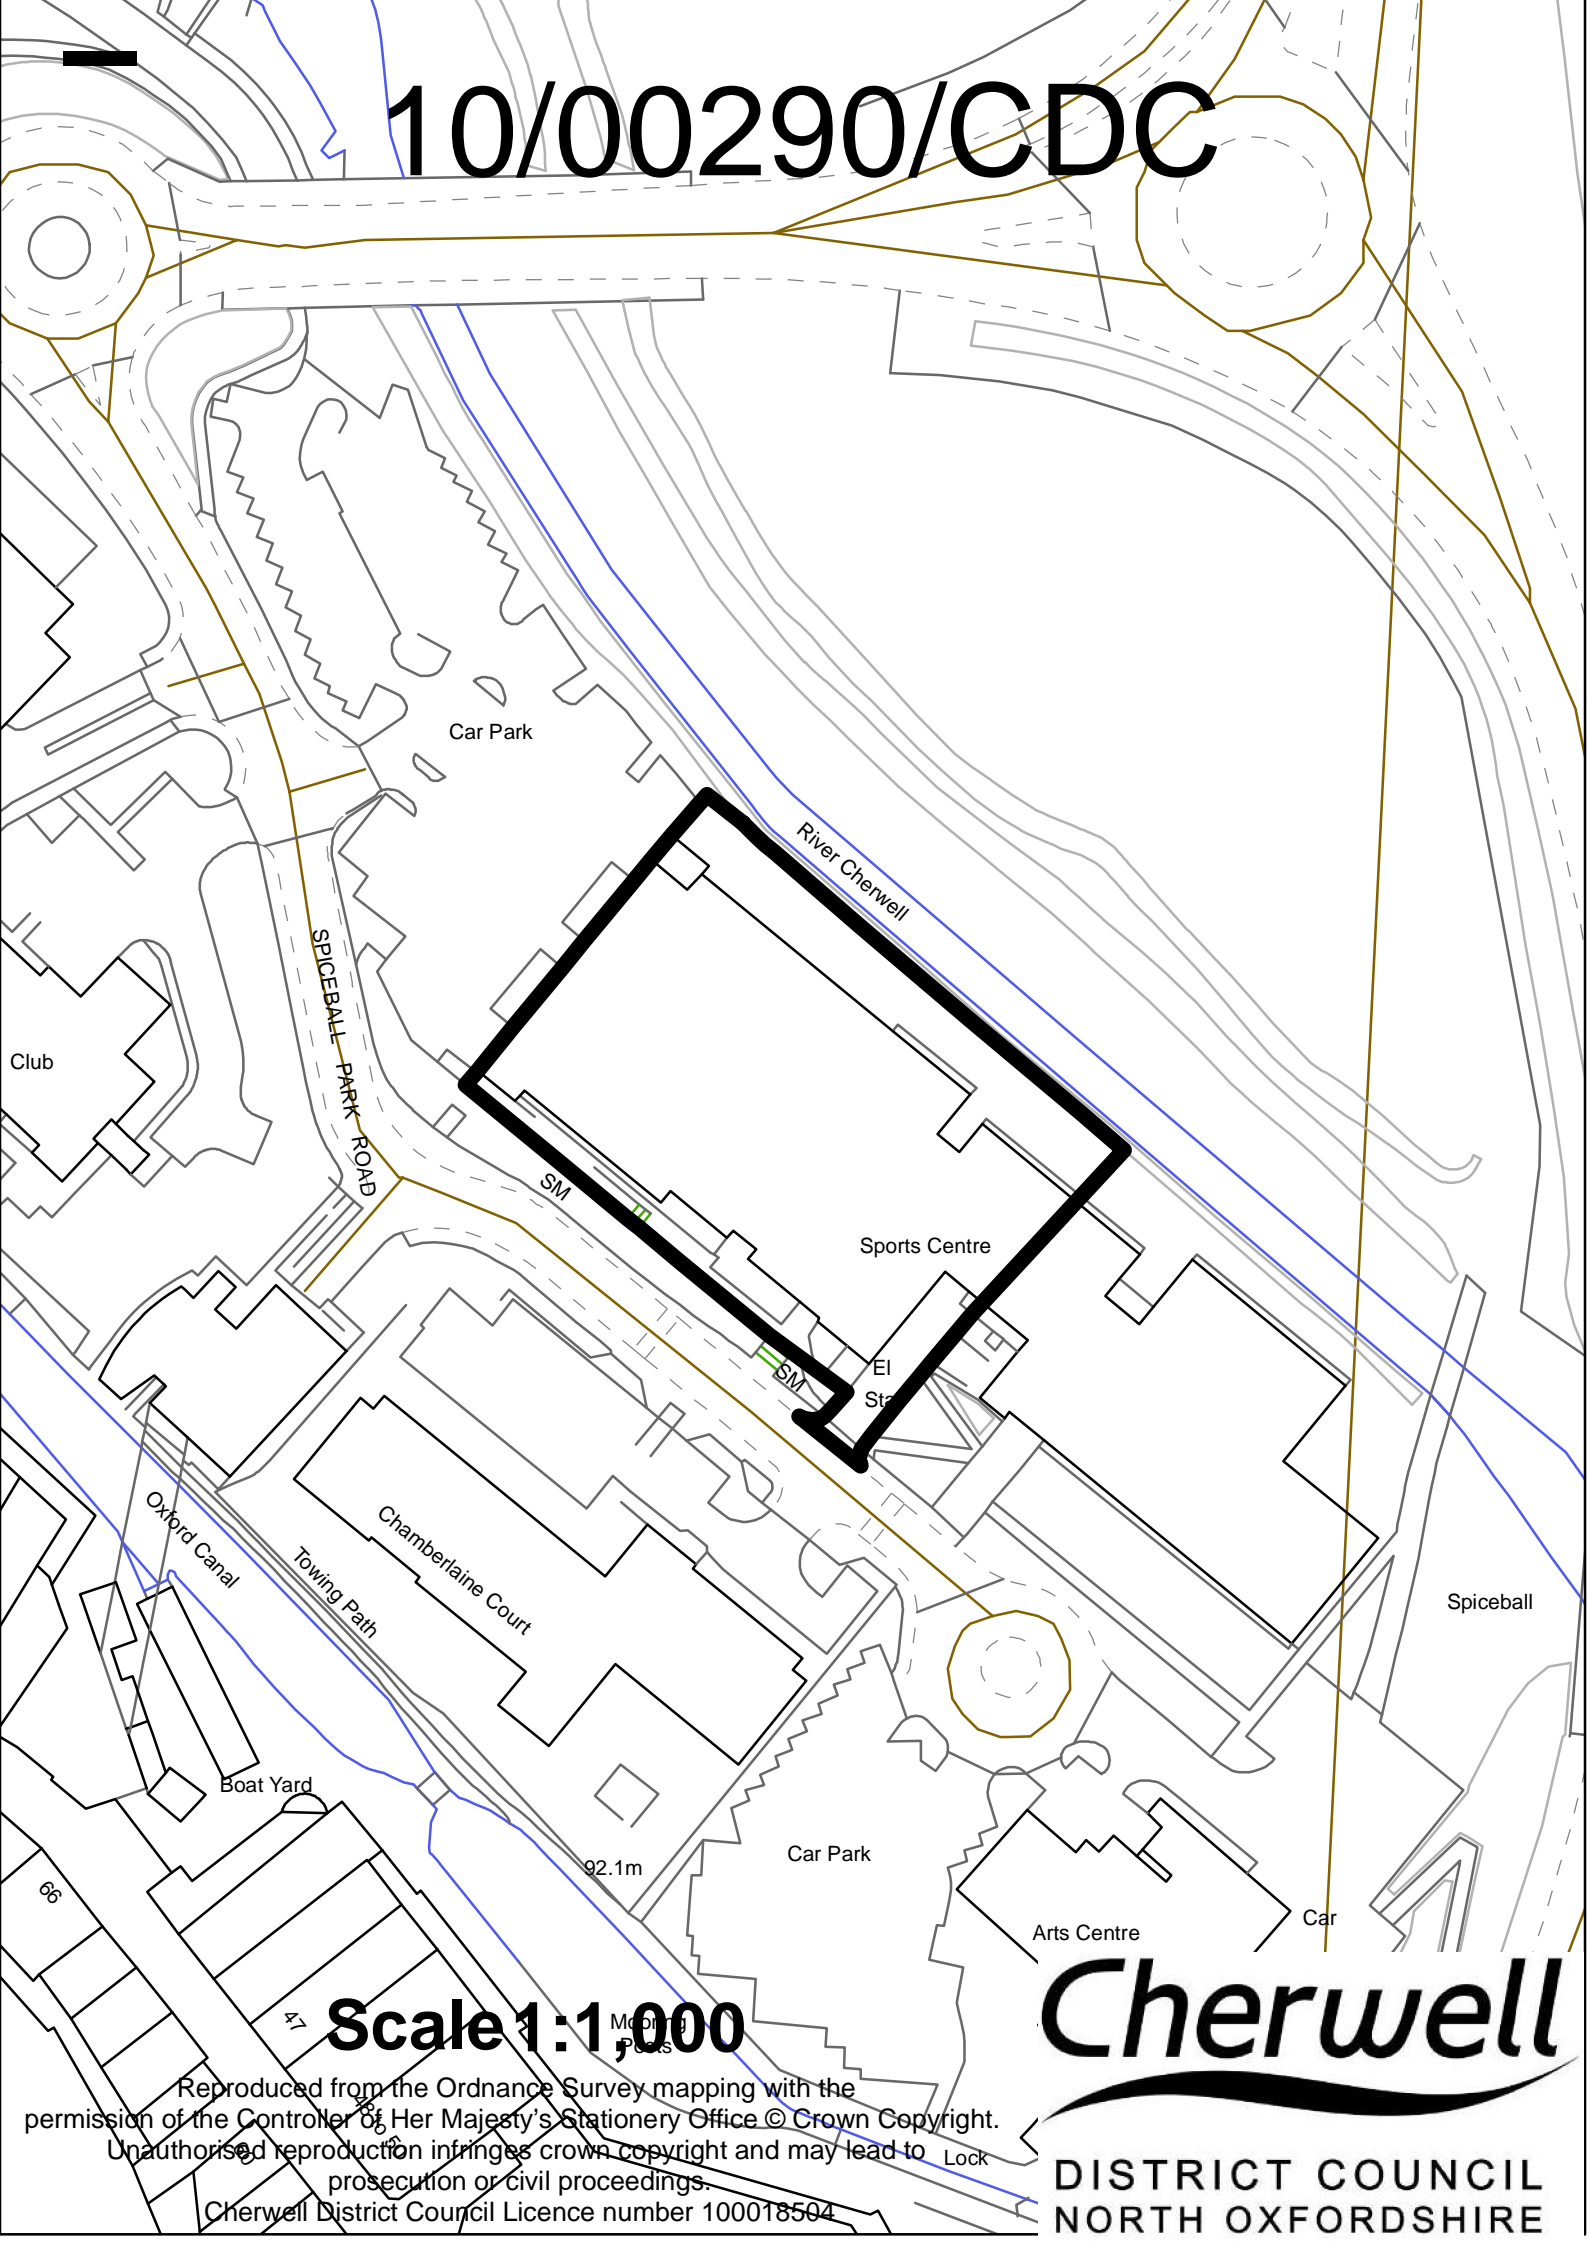 10/00290/CDC
Car Park
River Cherwell
SPICEBALL PARK ROAD
Club
SM
Sports Centre
El
Sta
SM
Oxford Canal
Towing Path
Chamberlaine Court
Spiceball
Boat Yard
Car Park
92.1m
66
Arts Centre
Car
47
Scale 1:1,000
Mooring
Posts
Reproduced from the Ordnance Survey mapping with the
permission of the Controller of Her Majesty's Stationery Office © Crown Copyright.
Unauthorised reproduction infringes crown copyright and may lead to
prosecution or civil proceedings.
Cherwell District Council Licence number 100018504
Lock
Cherwell
DISTRICT COUNCIL
NORTH OXFORDSHIRE